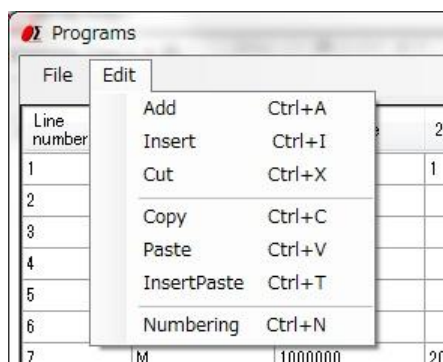 Programs
File Edit
Line number
Add Ctrl+A
Insert Ctrl+I
Cut Ctrl+X
Copy Ctrl+C
Paste Ctrl+V
InsertPaste Ctrl+T
Numbering Ctrl+N
1 1
2
3
4
5
6
7 M 1000000